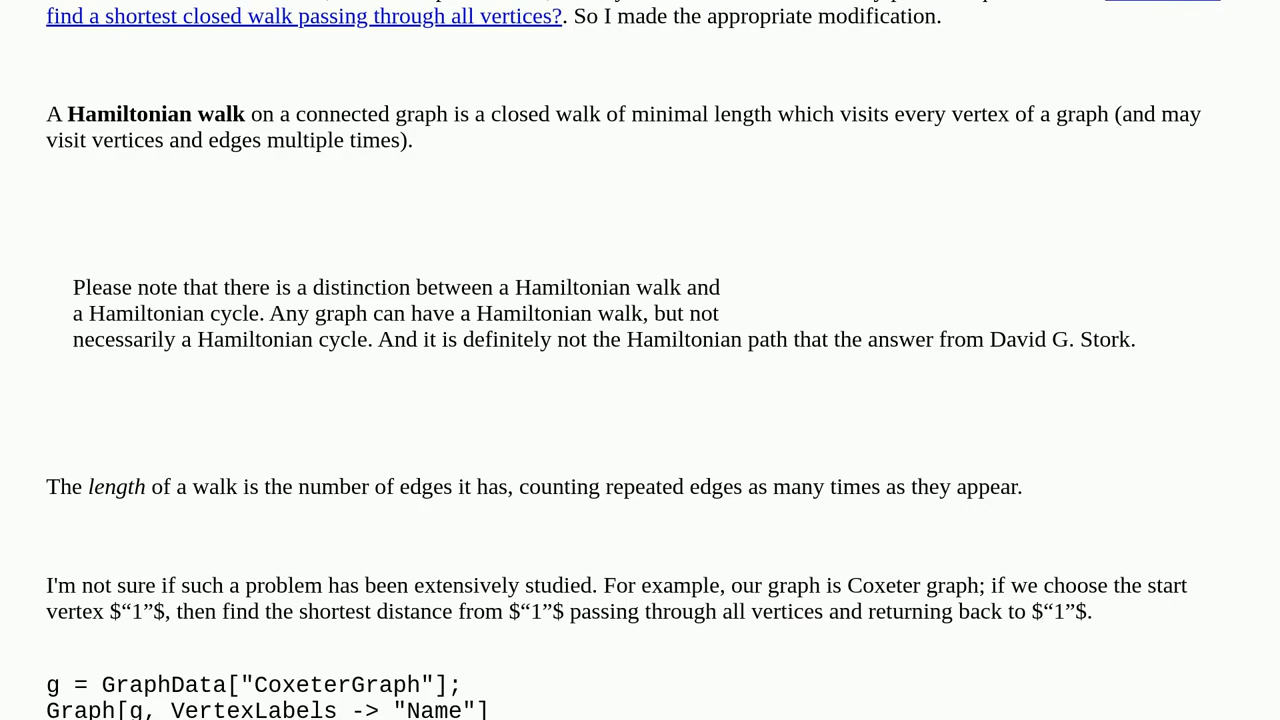 find a shortest closed walk passing through all vertices?. So I made the appropriate modification.
A Hamiltonian walk on a connected graph is a closed walk of minimal length which visits every vertex of a graph (and may
visit vertices and edges multiple times).
Please note that there is a distinction between a Hamiltonian walk and
a Hamiltonian cycle. Any graph can have a Hamiltonian walk, but not
necessarily a Hamiltonian cycle. And it is definitely not the Hamiltonian path that the answer from David G. Stork.
The length of a walk is the number of edges it has, counting repeated edges as many times as they appear.
I'm not sure if such a problem has been extensively studied. For example, our graph is Coxeter graph; if we choose the start
vertex $“1”$, then find the shortest distance from $“1”$ passing through all vertices and returning back to $“1”$.
g = GraphData["CoxeterGraph"];
Graph[g, VertexLabels -> "Name"]